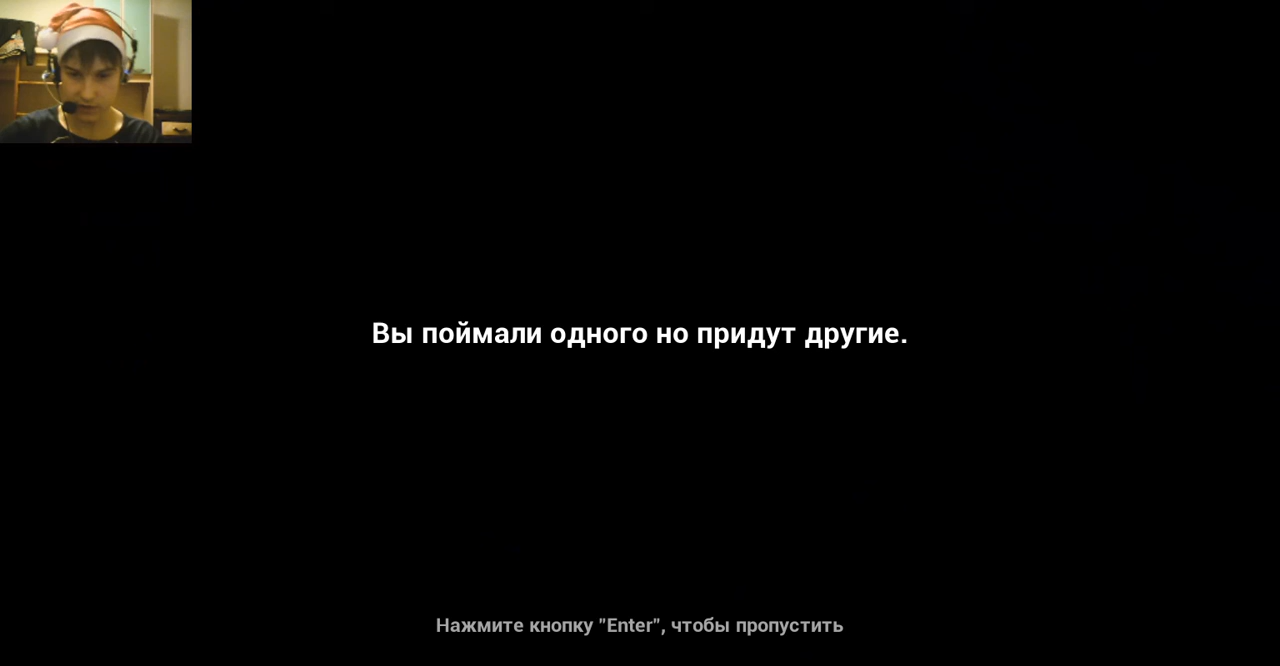 Вы поймали одного но придут другие.
Нажмите кнопку "Enter", чтобы пропустить